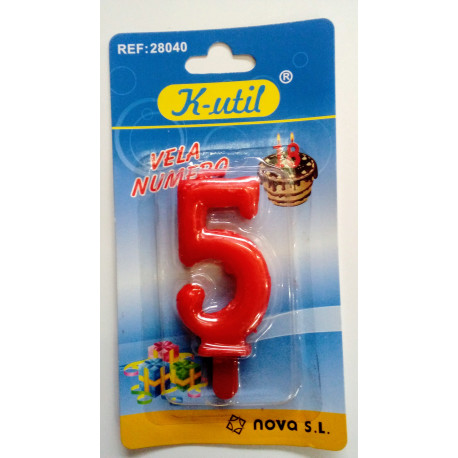 REF:28040
K-util ®
VELA
NUMERO
5
nova S.L.